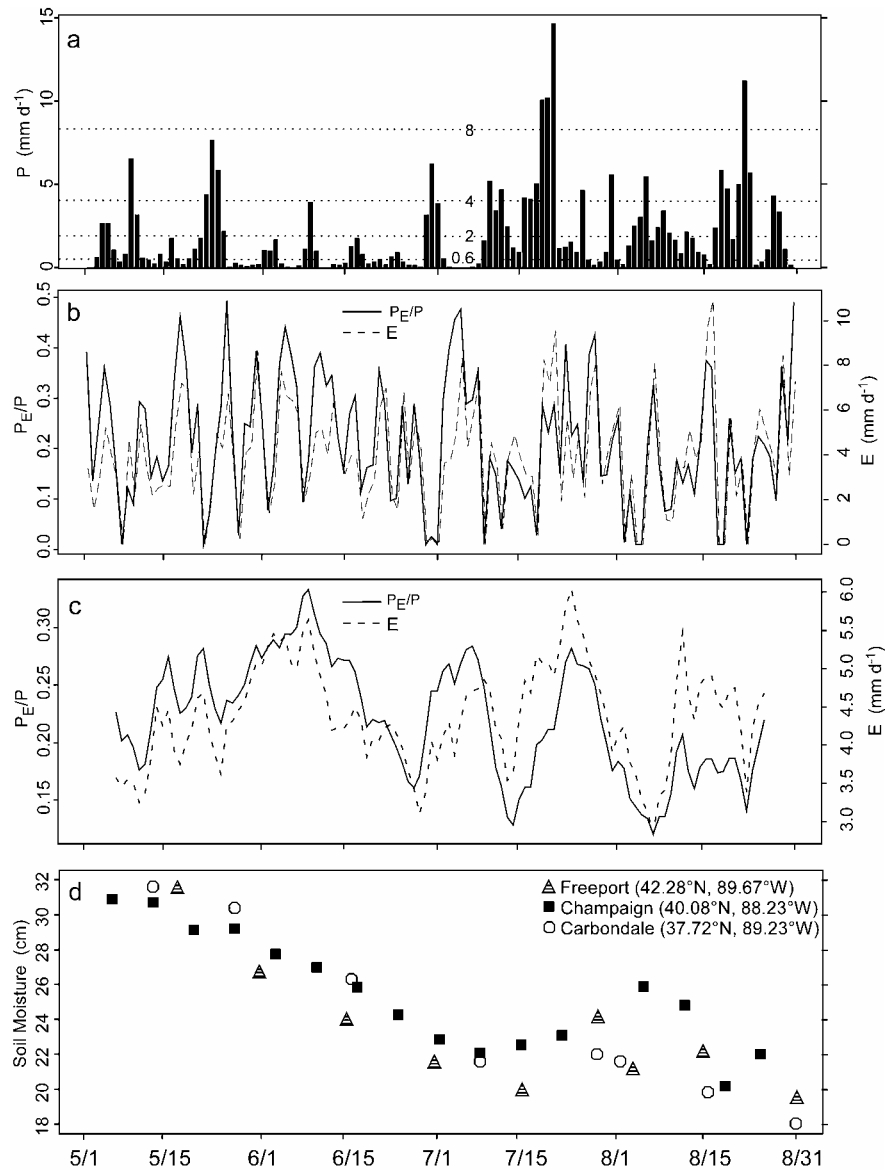 a
P (mm d⁻¹)
15
10
5
0
8
4
2
0.6
b
P_E/P
E
P_E/P
0.5
0.4
0.3
0.2
0.1
0.0
E (mm d⁻¹)
10
8
6
4
2
0
c
P_E/P
E
P_E/P
0.30
0.25
0.20
0.15
E (mm d⁻¹)
6.0
5.5
5.0
4.5
4.0
3.5
3.0
d
Freeport (42.28°N, 89.67°W)
Champaign (40.08°N, 88.23°W)
Carbondale (37.72°N, 89.23°W)
Soil Moisture (cm)
32
30
28
26
24
22
20
18
5/1 5/15 6/1 6/15 7/1 7/15 8/1 8/15 8/31